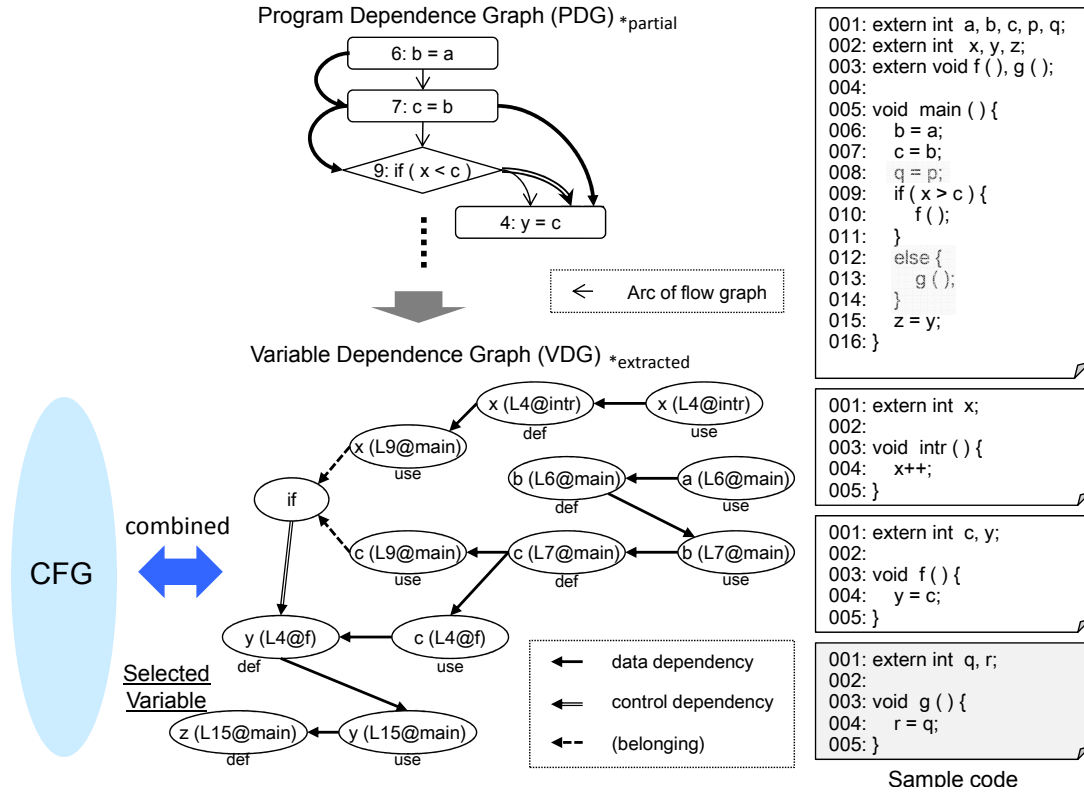 Program Dependence Graph (PDG) *partial
6: b = a
7: c = b
9: if ( x < c )
4: y = c
Arc of flow graph
Variable Dependence Graph (VDG) *extracted
x (L4@intr)
def
x (L4@intr)
use
x (L9@main)
use
b (L6@main)
def
a (L6@main)
use
if
combined
CFG
c (L9@main)
use
c (L7@main)
def
b (L7@main)
use
y (L4@f)
def
c (L4@f)
use
Selected
Variable
z (L15@main)
def
y (L15@main)
use
data dependency
control dependency
(belonging)
001: extern int a, b, c, p, q;
002: extern int x, y, z;
003: extern void f ( ), g ( );
004:
005: void main ( ) {
006: b = a;
007: c = b;
008: q = p;
009: if ( x > c ) {
010: f ( );
011: }
012: else {
013: g ( );
014: }
015: z = y;
016: }
001: extern int x;
002:
003: void intr ( ) {
004: x++;
005: }
001: extern int c, y;
002:
003: void f ( ) {
004: y = c;
005: }
001: extern int q, r;
002:
003: void g ( ) {
004: r = q;
005: }
Sample code